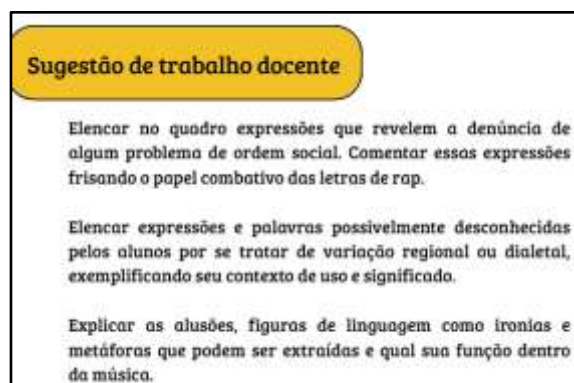 Sugestão de trabalho docente
Elencar no quadro expressões que revelem a denúncia de
algum problema de ordem social. Comentar essas expressões
frisando o papel combativo das letras de rap.
Elencar expressões e palavras possivelmente desconhecidas
pelos alunos por se tratar de variação regional ou dialetal,
exemplificando seu contexto de uso e significado.
Explicar as alusões, figuras de linguagem como ironias e
metáforas que podem ser extraídas e qual sua função dentro
da música.